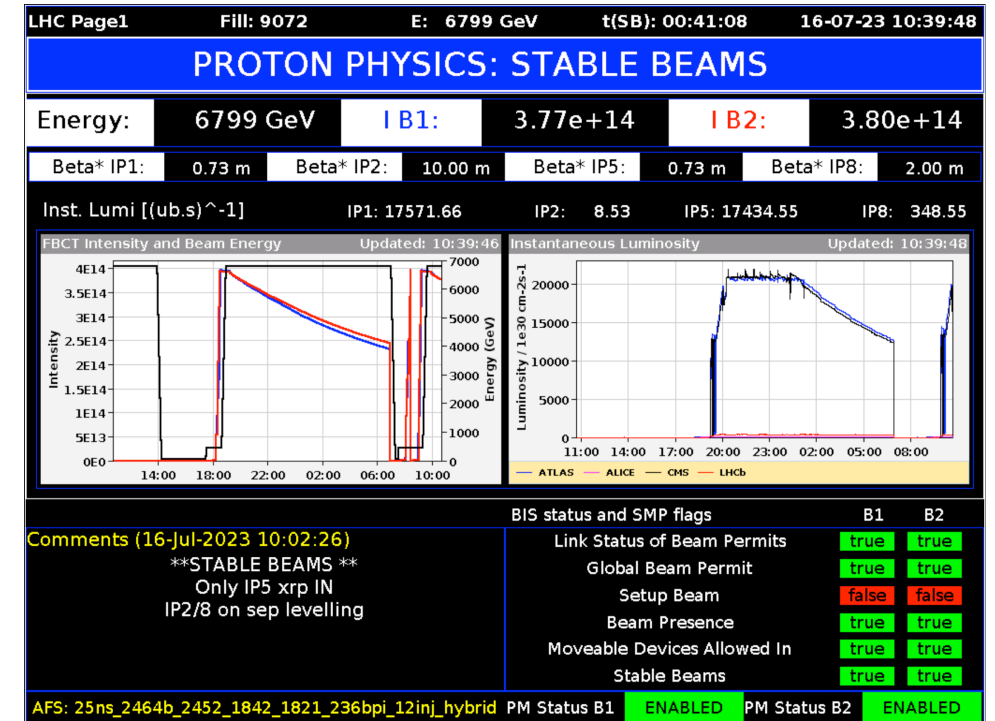 LHC Page1 Fill: 9072 E: 6799 GeV t(SB): 00:41:08 16-07-23 10:39:48
PROTON PHYSICS: STABLE BEAMS
Energy: 6799 GeV I B1: 3.77e+14 I B2: 3.80e+14
Beta* IP1: 0.73 m Beta* IP2: 10.00 m Beta* IP5: 0.73 m Beta* IP8: 2.00 m
Inst. Lumi [(ub.s)^-1] IP1: 17571.66 IP2: 8.53 IP5: 17434.55 IP8: 348.55
FBCT Intensity and Beam Energy Updated: 10:39:46
Intensity
4E14
3.5E14
3E14
2.5E14
2E14
1.5E14
1E14
5E13
0E0
7000
6000
5000
4000
3000
2000
1000
0
Energy (GeV)
14:00 18:00 22:00 02:00 06:00 10:00
Instantaneous Luminosity Updated: 10:39:48
Luminosity / 1e30 cm-2s-1
20000
15000
10000
5000
0
11:00 14:00 17:00 20:00 23:00 02:00 05:00 08:00
ATLAS ALICE CMS LHCb
Comments (16-Jul-2023 10:02:26)
**STABLE BEAMS **
Only IP5 xrp IN
IP2/8 on sep levelling
BIS status and SMP flags B1 B2
Link Status of Beam Permits true true
Global Beam Permit true true
Setup Beam false false
Beam Presence true true
Moveable Devices Allowed In true true
Stable Beams true true
AFS: 25ns_2464b_2452_1842_1821_236bpi_12inj_hybrid PM Status B1 ENABLED PM Status B2 ENABLED